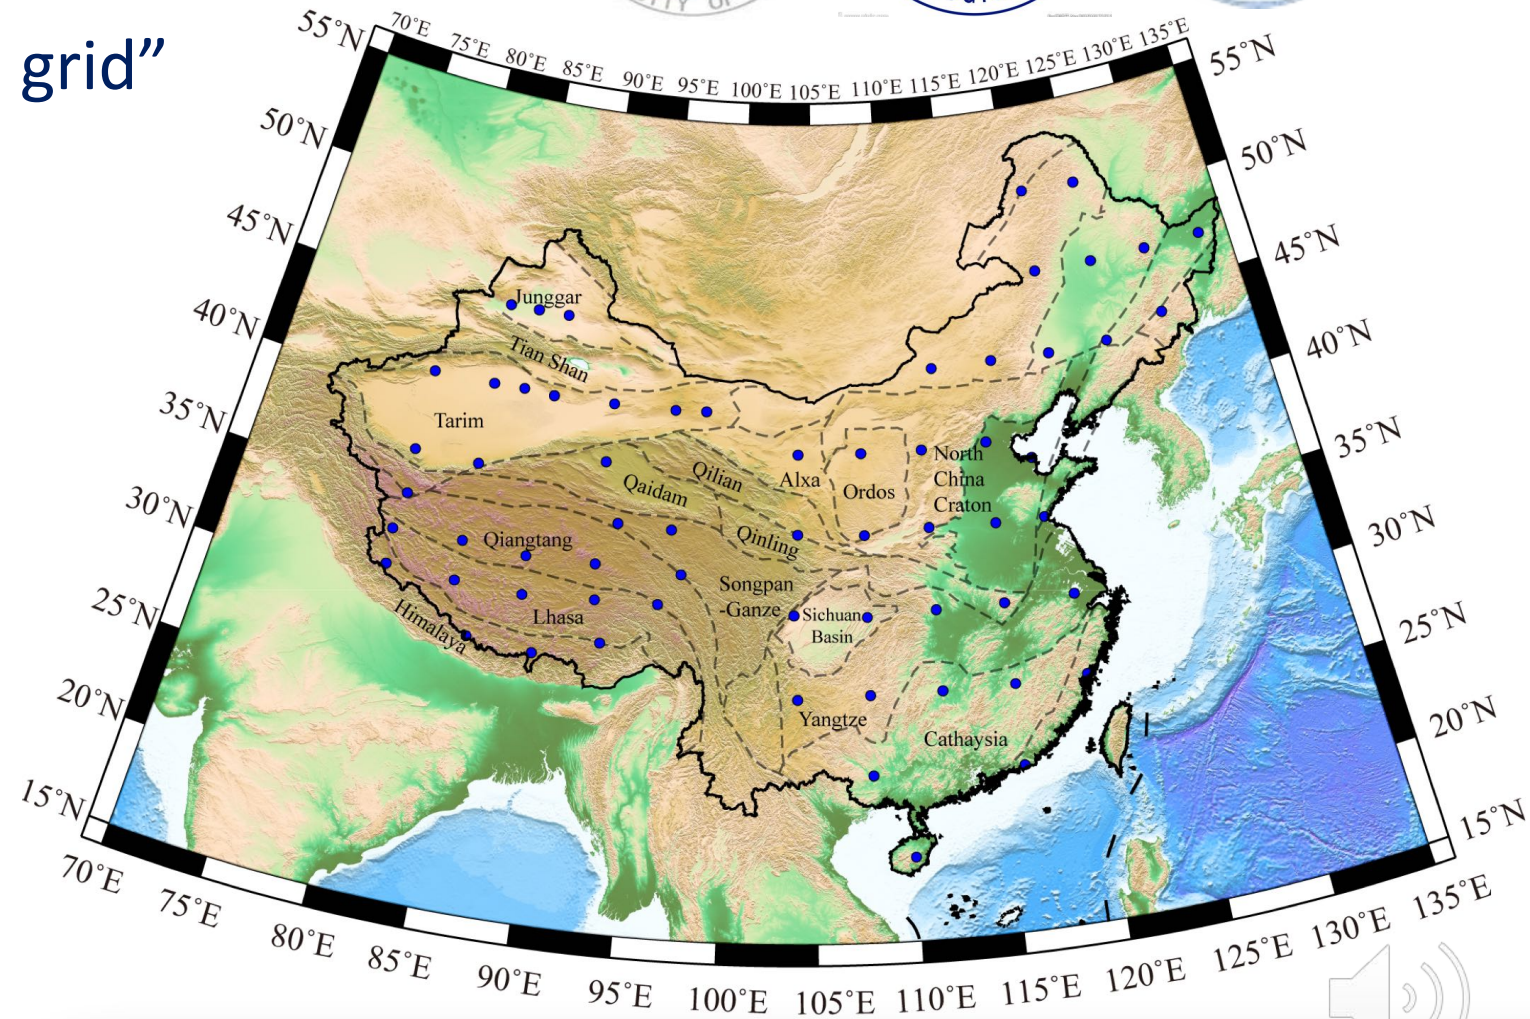 grid”
70°E
75°E
80°E
85°E
90°E
95°E
100°E
105°E
110°E
115°E
120°E
125°E
130°E
135°E
55°N
55°N
50°N
50°N
45°N
45°N
40°N
40°N
35°N
35°N
30°N
30°N
25°N
25°N
20°N
20°N
15°N
15°N
Junggar
Tian Shan
Tarim
Qaidam
Qilian
Alxa
Ordos
North
China
Craton
Qiangtang
Qinling
Songpan
-Ganze
Sichuan
Basin
Lhasa
Himalaya
Yangtze
Cathaysia
70°E
75°E
80°E
85°E
90°E
95°E
100°E
105°E
110°E
115°E
120°E
125°E
130°E
135°E